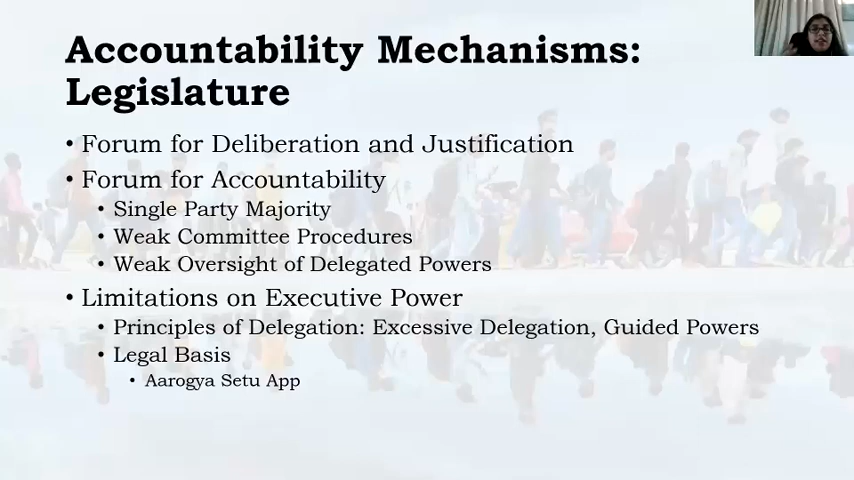 Accountability Mechanisms:
Legislature
• Forum for Deliberation and Justification
• Forum for Accountability
• Single Party Majority
• Weak Committee Procedures
• Weak Oversight of Delegated Powers
• Limitations on Executive Power
• Principles of Delegation: Excessive Delegation, Guided Powers
• Legal Basis
• Aarogya Setu App